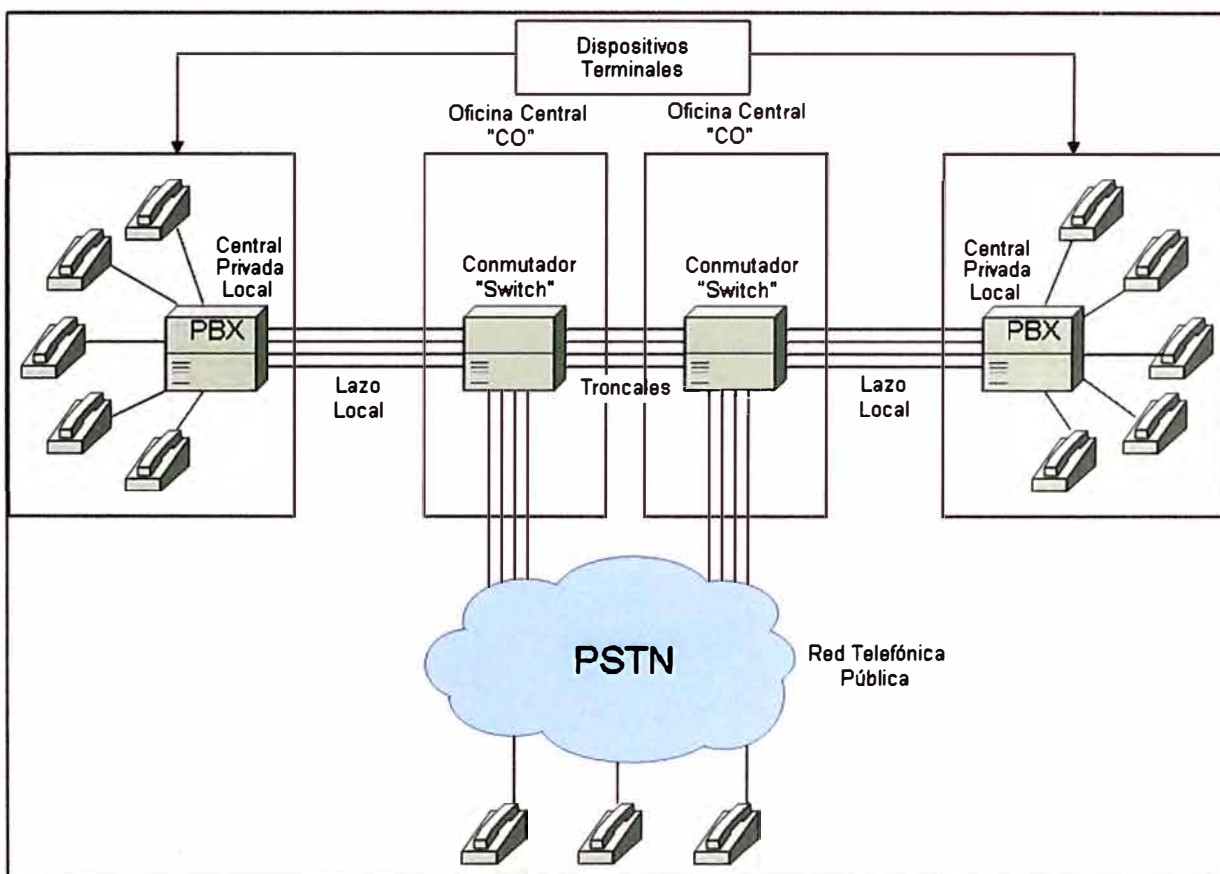 Dispositivos
Terminales
Oficina Central
"CO"
Oficina Central
"CO"
Central
Privada
Local
PBX
Conmutador
"Switch"
Conmutador
"Switch"
Central
Privada
Local
PBX
Lazo
Local
Troncales
Lazo
Local
PSTN
Red Telefónica
Pública